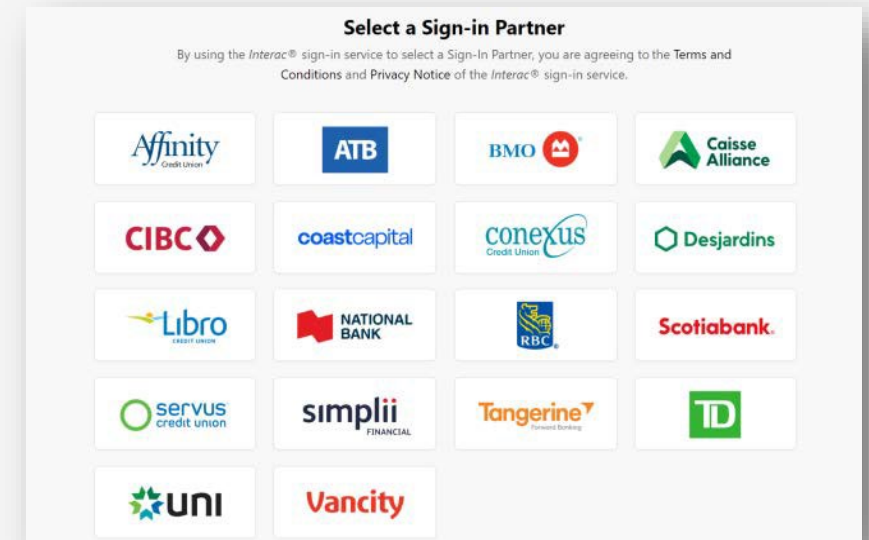 Select a Sign-in Partner
By using the Interac® sign-in service to select a Sign-In Partner, you are agreeing to the Terms and
Conditions and Privacy Notice of the Interac® sign-in service.
Affinity
Credit Union
ATB
BMO
Caisse
Alliance
CIBC
coastcapital
conexus
Credit Union
Desjardins
Libro
CREDIT UNION
NATIONAL
BANK
RBC
Scotiabank
servus
credit union
simplii
FINANCIAL
Tangerine
Forward Banking
TD
UNI
Vancity